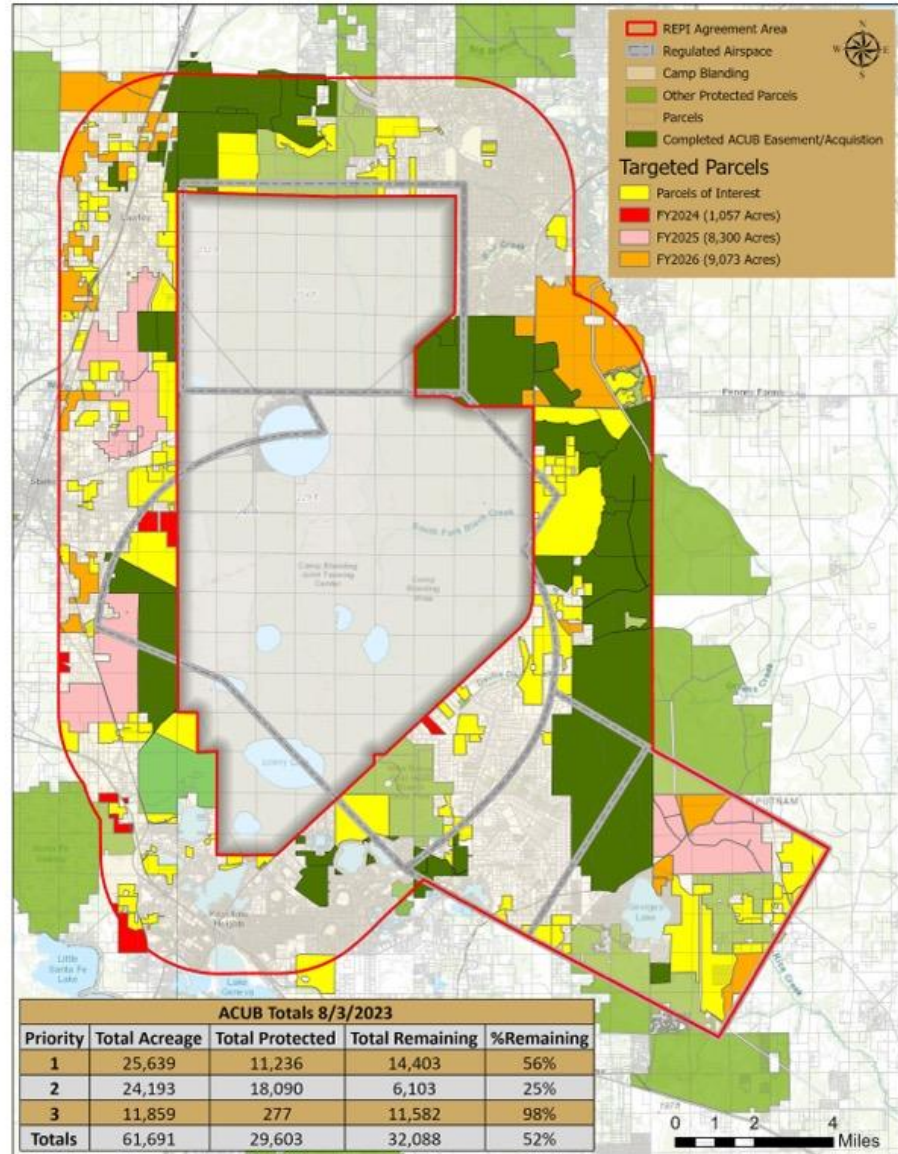 REPI Agreement Area
Regulated Airspace
Camp Blanding
Other Protected Parcels
Parcels
Completed ACUB Easement/Acquistion
Targeted Parcels
Parcels of Interest
FY2024 (1,057 Acres)
FY2025 (8,300 Acres)
FY2026 (9,073 Acres)
N
W
E
S
Lawtey
Penney Farms
South Fork Black Creek
Camp Blanding
Joint Training
Center
Camp
Blanding
PUTNAM
Georges
Lake
Keystone
Heights
Little
Santa Fe
Lake
Lake
Geneva
Rice Creek
ACUB Totals 8/3/2023
Priority Total Acreage Total Protected Total Remaining %Remaining
1 25,639 11,236 14,403 56%
2 24,193 18,090 6,103 25%
3 11,859 277 11,582 98%
Totals 61,691 29,603 32,088 52%
0 1 2 4
Miles